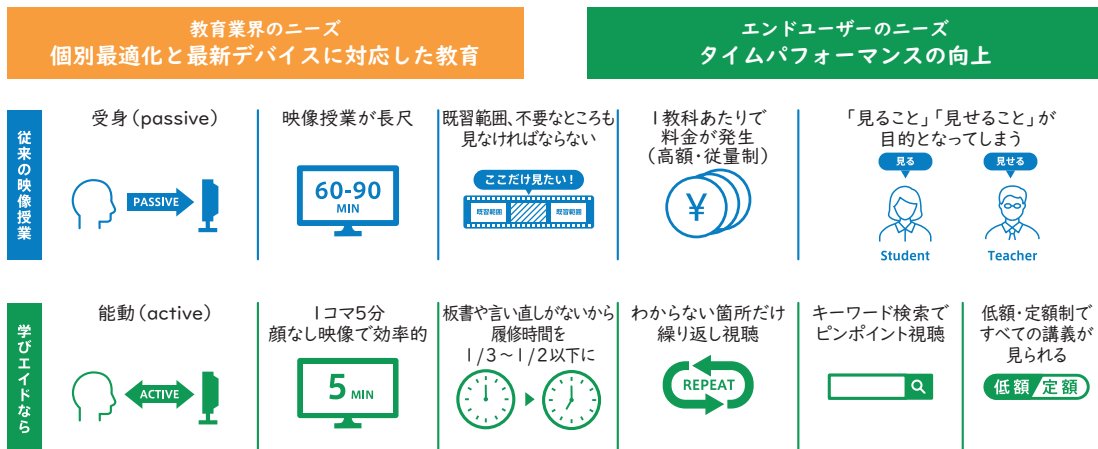 教育業界のニーズ
個別最適化と最新デバイスに対応した教育
エンドユーザーのニーズ
タイムパフォーマンスの向上
従来の映像授業
受身(passive)
PASSIVE
映像授業が長尺
60-90
MIN
既習範囲、不要なところも
見なければならない
ここだけ見たい!
既習範囲
既習範囲
1教科あたりで
料金が発生
(高額・従量制)
¥
「見ること」「見せること」が
目的となってしまう
見る
見せる
Student
Teacher
学びエイドなら
能動(active)
ACTIVE
1コマ5分
顔なし映像で効率的
5 MIN
板書や言い直しがないから
履修時間を
1/3~1/2以下に
わからない箇所だけ
繰り返し視聴
REPEAT
キーワード検索で
ピンポイント視聴
低額・定額制で
すべての講義が
見られる
低額/定額